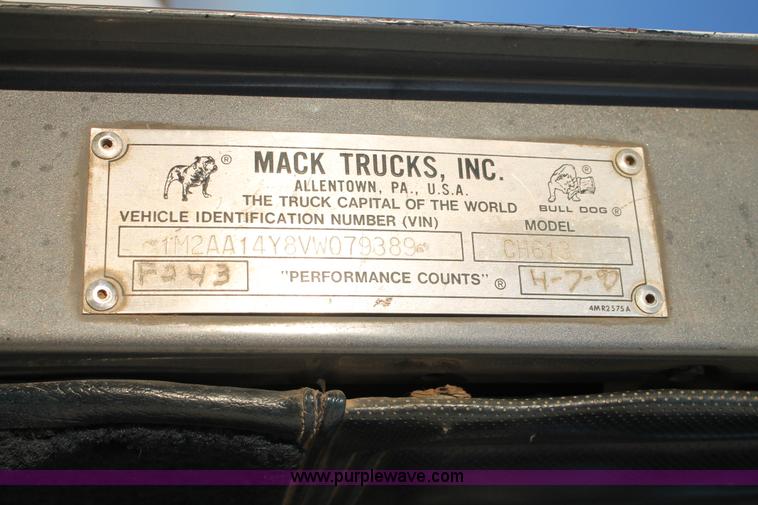 MACK TRUCKS, INC.
ALLENTOWN, PA., U.S.A.
THE TRUCK CAPITAL OF THE WORLD
BULL DOG ®
VEHICLE IDENTIFICATION NUMBER (VIN) MODEL
1M2AA14Y8VW079389 CH613
"PERFORMANCE COUNTS" ®
4MR2575A
www.purplewave.com